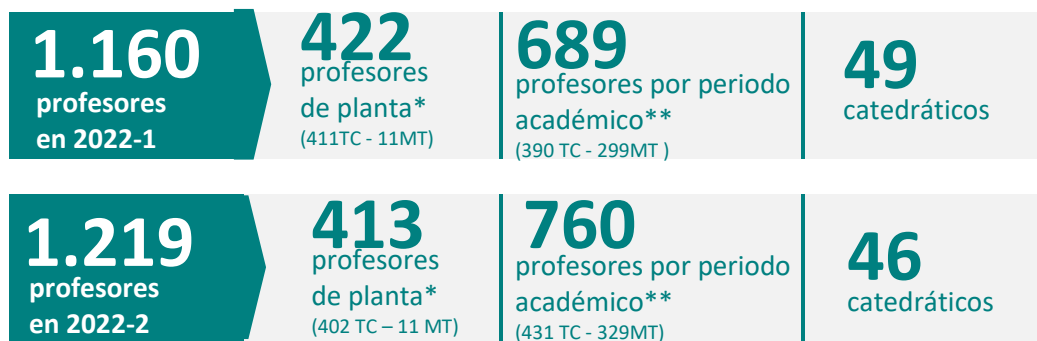 1.160
profesores
en 2022-1
422
profesores
de planta*
(411TC - 11MT)
689
profesores por periodo
académico**
(390 TC - 299MT )
49
catedráticos
1.219
profesores
en 2022-2
413
profesores
de planta*
(402 TC – 11 MT)
760
profesores por periodo
académico**
(431 TC - 329MT)
46
catedráticos